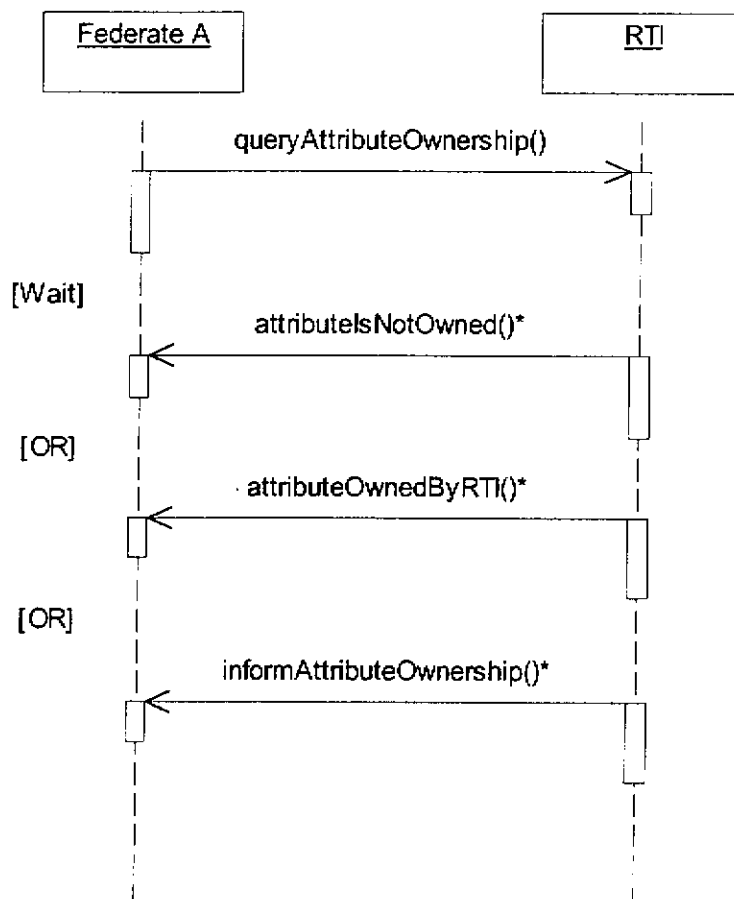 Federate A
RTI
queryAttributeOwnership()
[Wait]
attributeIsNotOwned()*
[OR]
attributeOwnedByRTI()*
[OR]
informAttributeOwnership()*